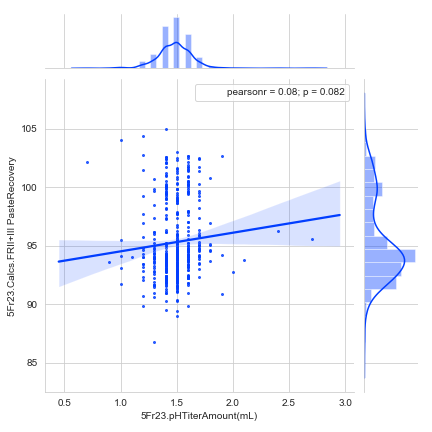 pearsonr = 0.08; p = 0.082
5Fr23.Calcs.FRII+III PasteRecovery
105
100
95
90
85
0.5 1.0 1.5 2.0 2.5 3.0
5Fr23.pHTiterAmount(mL)